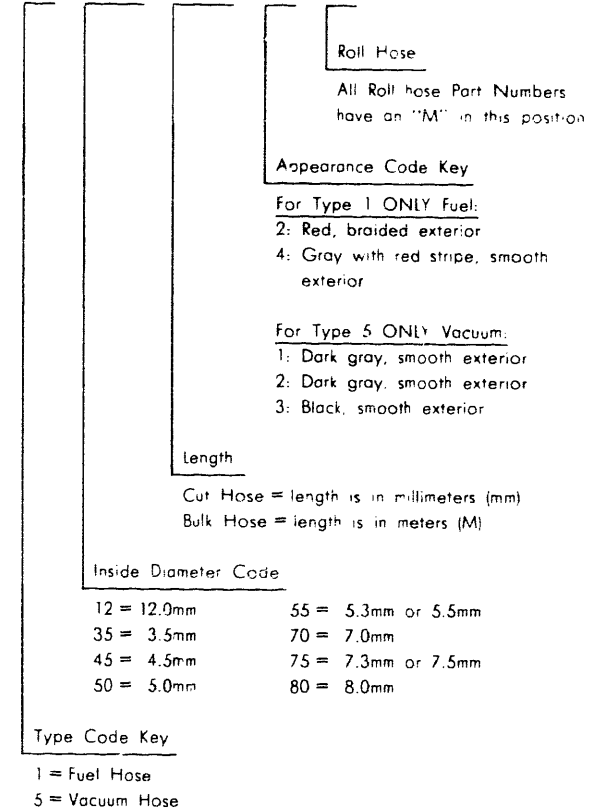 Roll Hose
All Roll hose Part Numbers
have an "M" in this position
Appearance Code Key
For Type 1 ONLY Fuel:
2: Red, braided exterior
4: Gray with red stripe, smooth
exterior
For Type 5 ONLY Vacuum:
1: Dark gray, smooth exterior
2: Dark gray, smooth exterior
3: Black, smooth exterior
Length
Cut Hose = length is in millimeters (mm)
Bulk Hose = length is in meters (M)
Inside Diameter Code
12 = 12.0mm 55 = 5.3mm or 5.5mm
35 = 3.5mm 70 = 7.0mm
45 = 4.5mm 75 = 7.3mm or 7.5mm
50 = 5.0mm 80 = 8.0mm
Type Code Key
1 = Fuel Hose
5 = Vacuum Hose